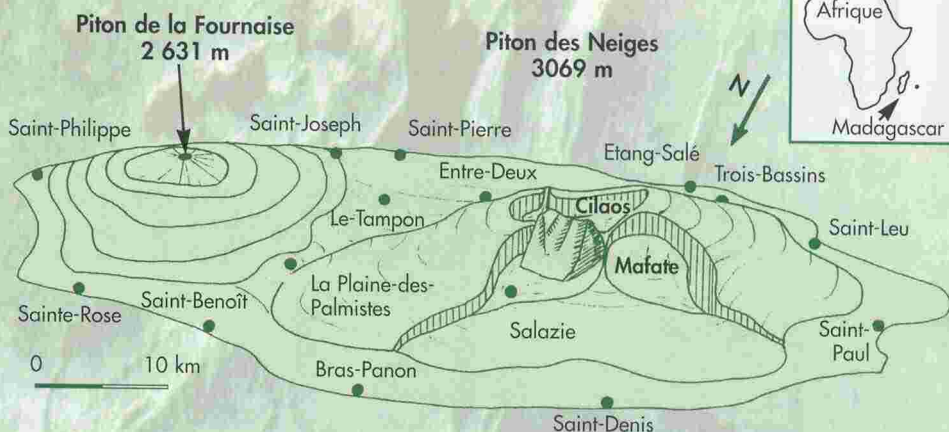 Piton de la Fournaise
2 631 m
Piton des Neiges
3069 m
Afrique
Madagascar
N
Saint-Philippe
Saint-Joseph
Saint-Pierre
Etang-Salé
Trois-Bassins
Entre-Deux
Cilaos
Le-Tampon
Saint-Leu
Mafate
La Plaine-des-
Palmistes
Sainte-Rose
Saint-Benoît
Salazie
Saint-
Paul
0 10 km
Bras-Panon
Saint-Denis